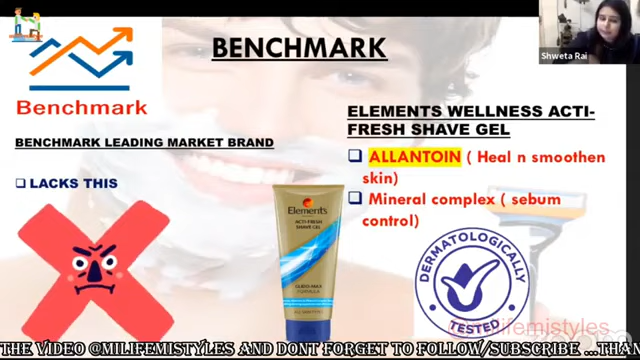 BENCHMARK
Shweta Rai
Benchmark
BENCHMARK LEADING MARKET BRAND
LACKS THIS
ELEMENTS WELLNESS ACTI-
FRESH SHAVE GEL
ALLANTOIN ( Heal n smoothen
skin)
Mineral complex ( sebum
control)
Elements
ACTI-FRESH
SHAVE GEL
DERMATOLOGICALLY
TESTED
milifemistyles
THE VIDEO @MILIFEMISTYLES AND DONT FORGET TO FOLLOW/SUBSCRIBE . THAN